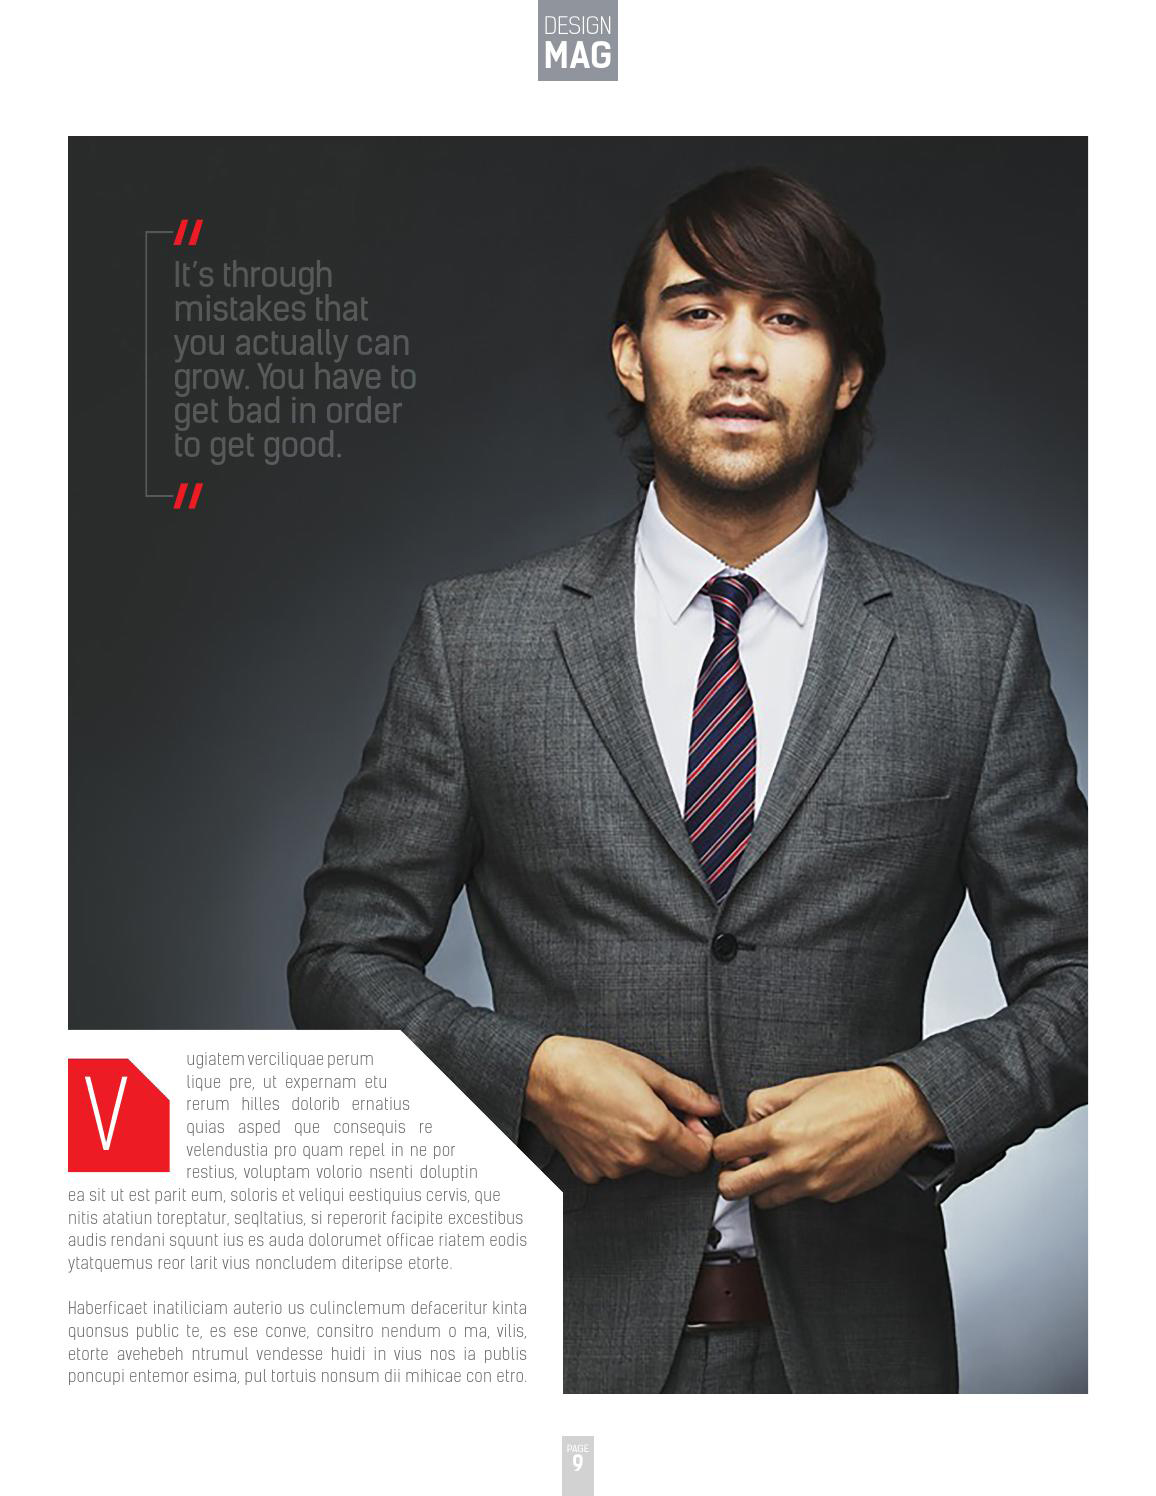 DESIGN
MAG
It's through
mistakes that
you actually can
grow. You have to
get bad in order
to get good.
V
ugiatem verciliquae perum
lique pre, ut expernam etu
rerum hilles dolorib ernatius
quias asped que consequis re
velendustia pro quam repel in ne por
restius, voluptam volorio nsenti doluptin
ea sit ut est parit eum, soloris et veliqui eestiquius cervis, que
nitis atatiun toreptatur, seqItatius, si reperorit facipite excestibus
audis rendani squunt ius es auda dolorumet officae riatem eodis
ytatquemus reor larit vius noncludem diteripse etorte.
Haberficaet inatiliciam auterio us culinclemum defaceritur kinta
quonsus public te, es ese conve, consitro nendum o ma, vilis,
etorte avehebeh ntrumul vendesse huidi in vius nos ia publis
poncupi entemor esima, pul tortuis nonsum dii mihicae con etro.
PAGE
9